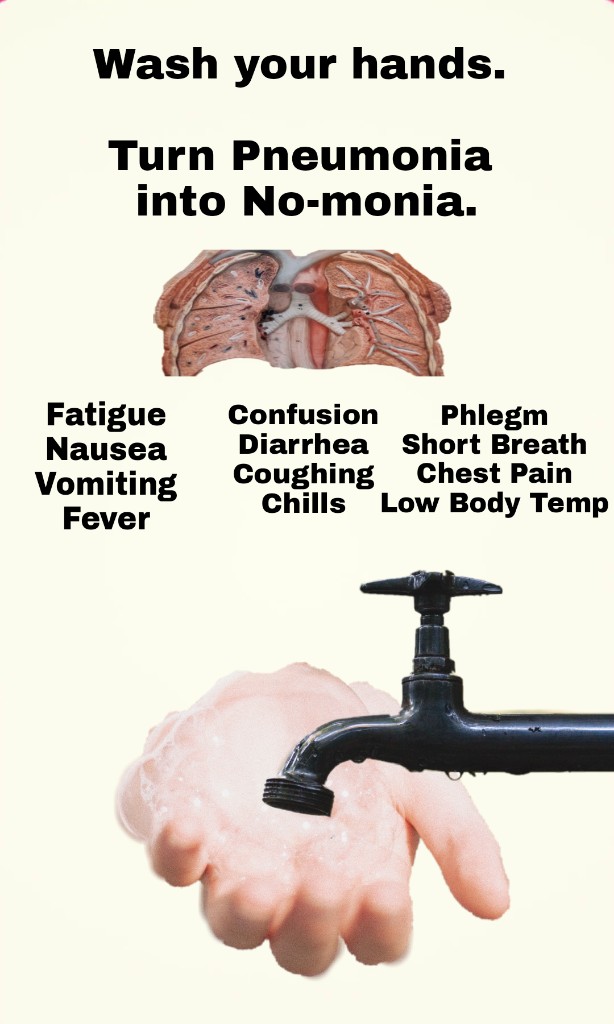 Wash your hands.
Turn Pneumonia
into No-monia.
Fatigue
Nausea
Vomiting
Fever
Confusion
Diarrhea
Coughing
Chills
Phlegm
Short Breath
Chest Pain
Low Body Temp